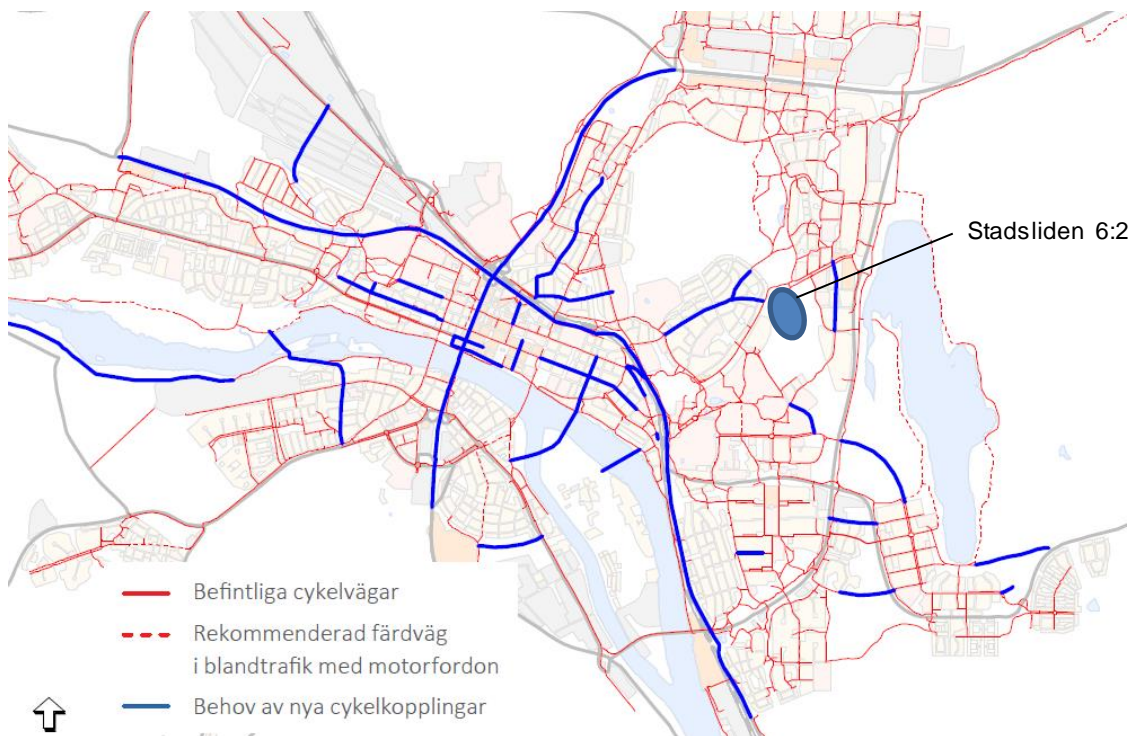 Stadsliden 6:2
Befintliga cykelvägar
Rekommenderad färdväg
i blandtrafik med motorfordon
Behov av nya cykelkopplingar